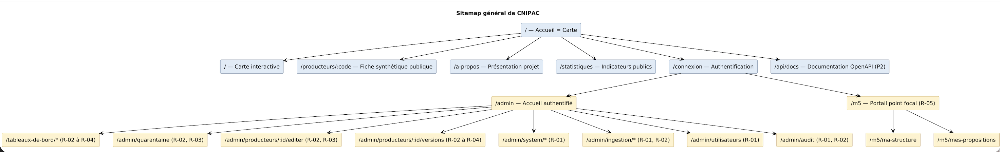 Sitemap général de CNIPAC
/ — Accueil = Carte
/ — Carte interactive
/producteurs/:code — Fiche synthétique publique
/a-propos — Présentation projet
/statistiques — Indicateurs publics
/connexion — Authentification
/api/docs — Documentation OpenAPI (P2)
/admin — Accueil authentifié
/m5 — Portail point focal (R-05)
/tableaux-de-bord/* (R-02 à R-04)
/admin/quarantaine (R-02, R-03)
/admin/producteurs/:id/editer (R-02, R-03)
/admin/producteurs/:id/versions (R-02 à R-04)
/admin/system/* (R-01)
/admin/ingestion/* (R-01, R-02)
/admin/utilisateurs (R-01)
/admin/audit (R-01, R-02)
/m5/ma-structure
/m5/mes-propositions